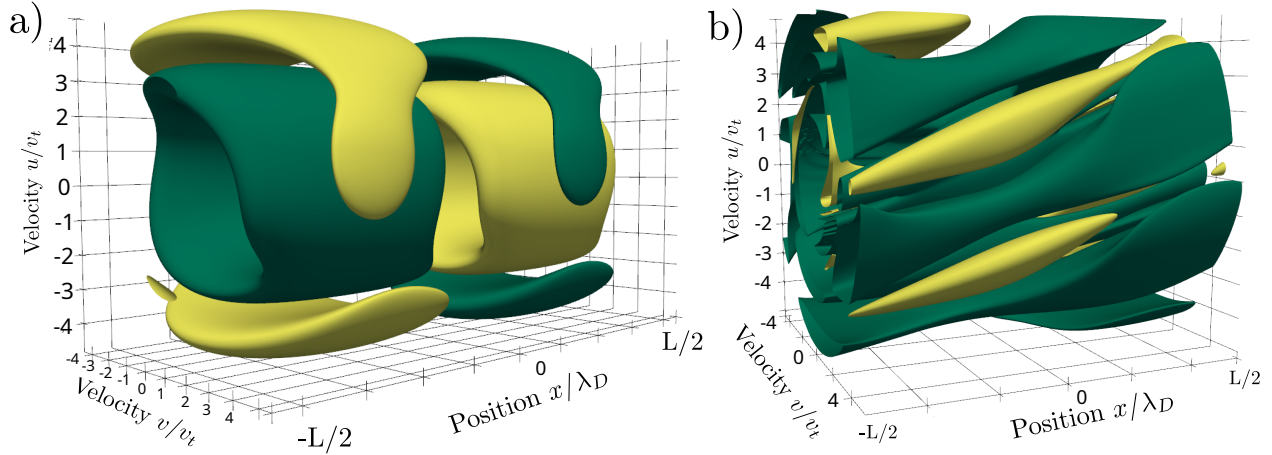 a)
4
3
2
1
0
-1
-2
-3
-4
Velocity u/v_t
-4 -3 -2 -1 0 1 2 3 4
Velocity v/v_t
-L/2
0
L/2
Position x/λ_D
b)
4
3
2
1
0
-1
-2
-3
-4
Velocity u/v_t
-4
0
4
Velocity v/v_t
-L/2
0
L/2
Position x/λ_D